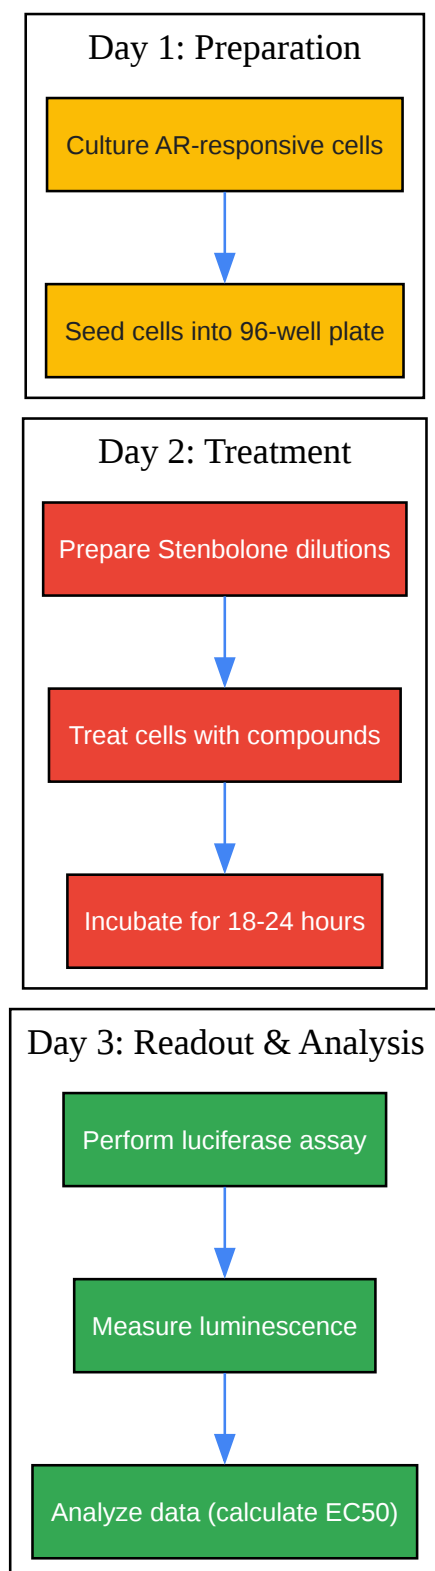 Day 1: Preparation
Culture AR-responsive cells
Seed cells into 96-well plate
Day 2: Treatment
Prepare Stenbolone dilutions
Treat cells with compounds
Incubate for 18-24 hours
Day 3: Readout & Analysis
Perform luciferase assay
Measure luminescence
Analyze data (calculate EC50)